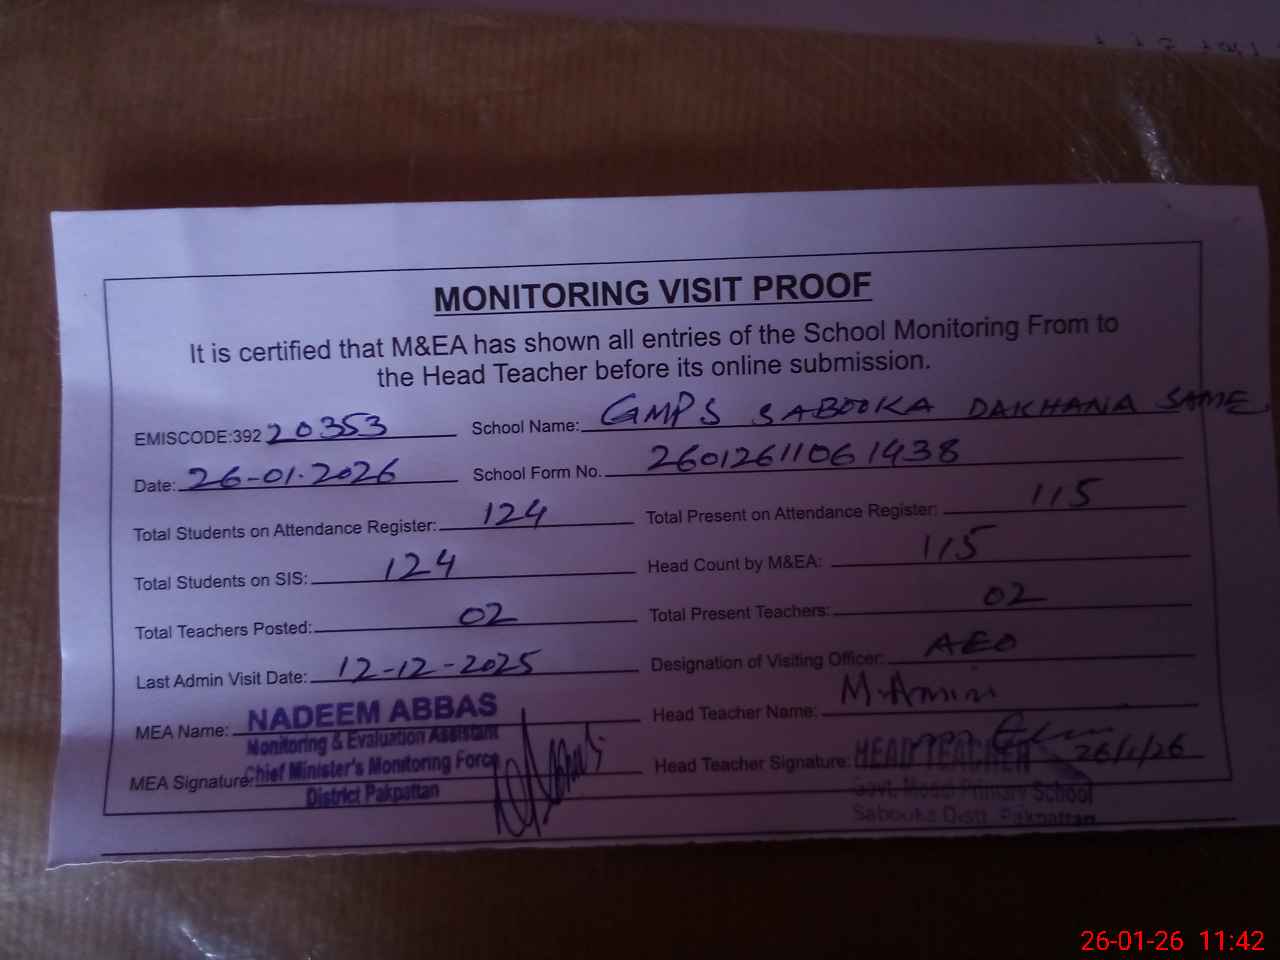 MONITORING VISIT PROOF
It is certified that M&EA has shown all entries of the School Monitoring From to
the Head Teacher before its online submission.
EMISCODE:392 20353 School Name: GMPS SABOOKA DAKHANA SAME
Date: 26-01-2026 School Form No. 26012611061438
Total Students on Attendance Register: 124 Total Present on Attendance Register: 115
Total Students on SIS: 124 Head Count by M&EA: 115
Total Teachers Posted: 02 Total Present Teachers: 02
Last Admin Visit Date: 12-12-2025 Designation of Visiting Officer: AEO
MEA Name: NADEEM ABBAS Head Teacher Name: M. Amin
Monitoring & Evaluation Assistant
MEA Signature: Chief Minister's Monitoring Force Head Teacher Signature: HEAD TEACHER 26/1/26
District Pakpattan Govt. Model Primary School
Sabooka Distt. Pakpattan
26-01-26 11:42